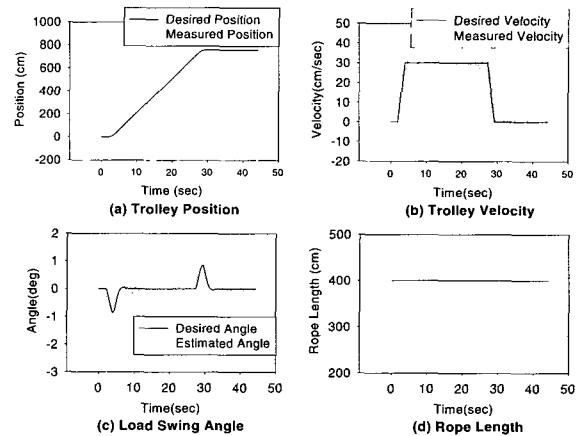 Desired Position
Measured Position
Position (cm)
1000
800
600
400
200
0
-200
0 10 20 30 40 50
Time (sec)
(a) Trolley Position
Desired Velocity
Measured Velocity
Velocity(cm/sec)
50
40
30
20
10
0
-10
-20
0 10 20 30 40 50
Time(sec)
(b) Trolley Velocity
Angle(deg)
2
1
0
-1
-2
-3
Desired Angle
Estimated Angle
0 10 20 30 40 50
Time(sec)
(c) Load Swing Angle
Rope Length (cm)
500
400
300
200
0 10 20 30 40 50
Time(sec)
(d) Rope Length